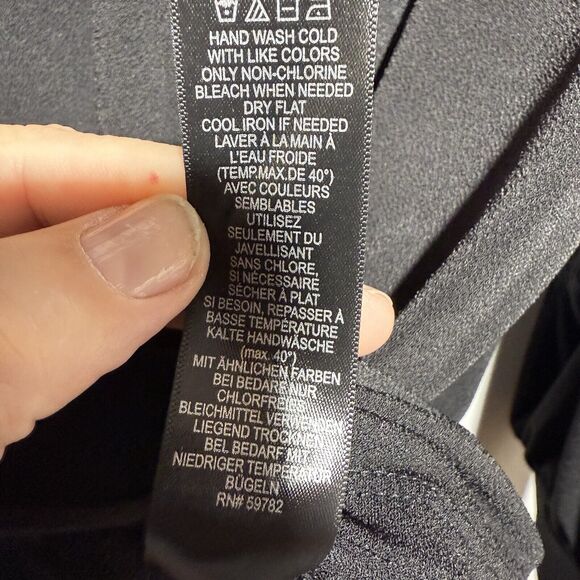 HAND WASH COLD
WITH LIKE COLORS
ONLY NON-CHLORINE
BLEACH WHEN NEEDED
DRY FLAT
COOL IRON IF NEEDED
LAVER À LA MAIN À
L'EAU FROIDE
(TEMP.MAX.DE 40°)
AVEC COULEURS
SEMBLABLES
UTILISEZ
SEULEMENT DU
JAVELLISANT
SANS CHLORE,
SI NÉCESSAIRE
SÉCHER À PLAT
SI BESOIN, REPASSER À
BASSE TEMPÉRATURE
KALTE HANDWÄSCHE
(max. 40°)
MIT ÄHNLICHEN FARBEN
BEI BEDARF NUR
CHLORFREIES
BLEICHMITTEL
LIEGEND
BEL BEDARF MIT
NIEDRIGER
BÜGELN
RN# 59782